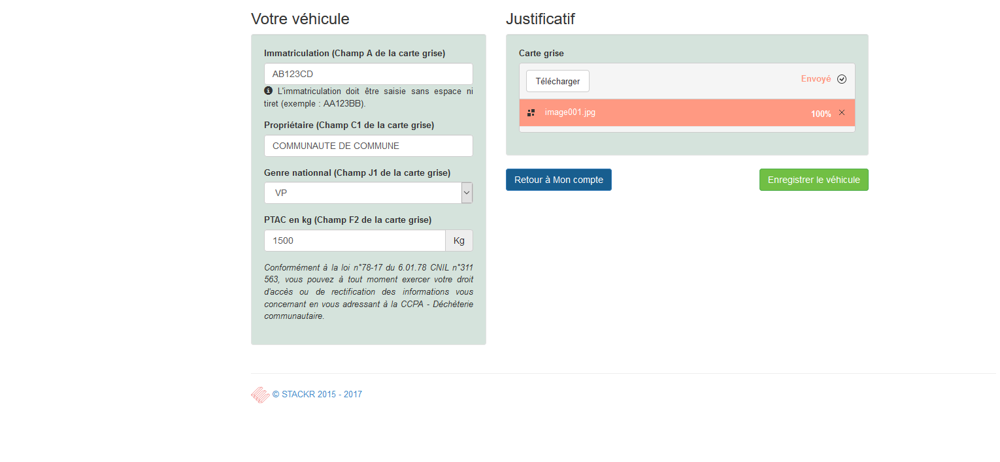 Votre véhicule
Immatriculation (Champ A de la carte grise)
AB123CD
L'immatriculation doit être saisie sans espace ni
tiret (exemple : AA123BB).
Propriétaire (Champ C1 de la carte grise)
COMMUNAUTE DE COMMUNE
Genre nationnal (Champ J1 de la carte grise)
VP
PTAC en kg (Champ F2 de la carte grise)
1500 Kg
Conformément à la loi n°78-17 du 6.01.78 CNIL n°311
563, vous pouvez à tout moment exercer votre droit
d'accès ou de rectification des informations vous
concernant en vous adressant à la CCPA - Déchèterie
communautaire.
Justificatif
Carte grise
Télécharger
Envoyé
image001.jpg
100%
Retour à Mon compte
Enregistrer le véhicule
© STACKR 2015 - 2017